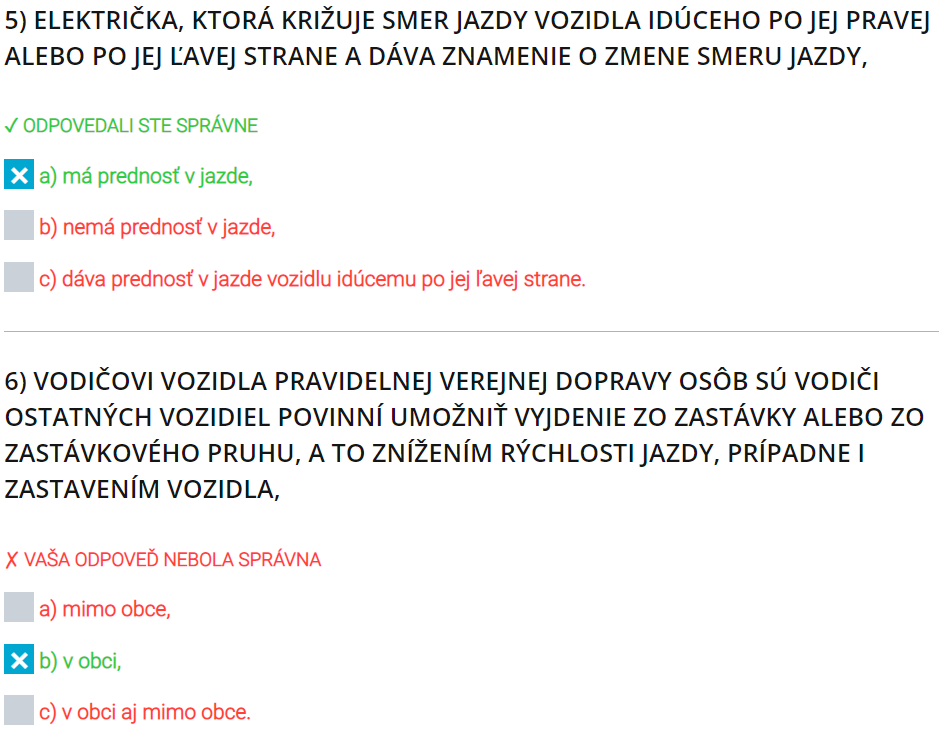 5) ELEKTRIČKA, KTORÁ KRIŽUJE SMER JAZDY VOZIDLA IDÚCEHO PO JEJ PRAVEJ
ALEBO PO JEJ ĽAVEJ STRANE A DÁVA ZNAMENIE O ZMENE SMERU JAZDY,
✓ ODPOVEDALI STE SPRÁVNE
a) má prednosť v jazde,
b) nemá prednosť v jazde,
c) dáva prednosť v jazde vozidlu idúcemu po jej ľavej strane.
6) VODIČOVI VOZIDLA PRAVIDELNEJ VEREJNEJ DOPRAVY OSÔB SÚ VODIČI
OSTATNÝCH VOZIDIEL POVINNÍ UMOŽNIŤ VYJDENIE ZO ZASTÁVKY ALEBO ZO
ZASTÁVKOVÉHO PRUHU, A TO ZNÍŽENÍM RÝCHLOSTI JAZDY, PRÍPADNE I
ZASTAVENÍM VOZIDLA,
✗ VAŠA ODPOVEĎ NEBOLA SPRÁVNA
a) mimo obce,
b) v obci,
c) v obci aj mimo obce.